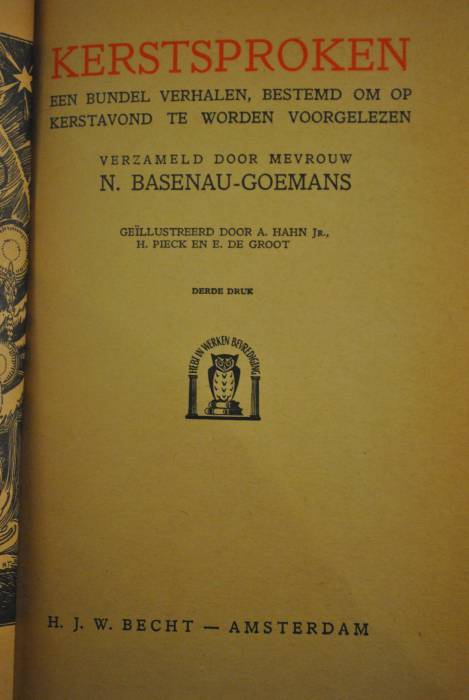 KERSTSPROKEN
EEN BUNDEL VERHALEN, BESTEMD OM OP
KERSTAVOND TE WORDEN VOORGELEZEN
VERZAMELD DOOR MEVROUW
N. BASENAU-GOEMANS
GEÏLLUSTREERD DOOR A. HAHN JR.,
H. PIECK EN E. DE GROOT
DERDE DRUK
HEBT IN WERKEN BEVREDIGING
H. J. W. BECHT — AMSTERDAM